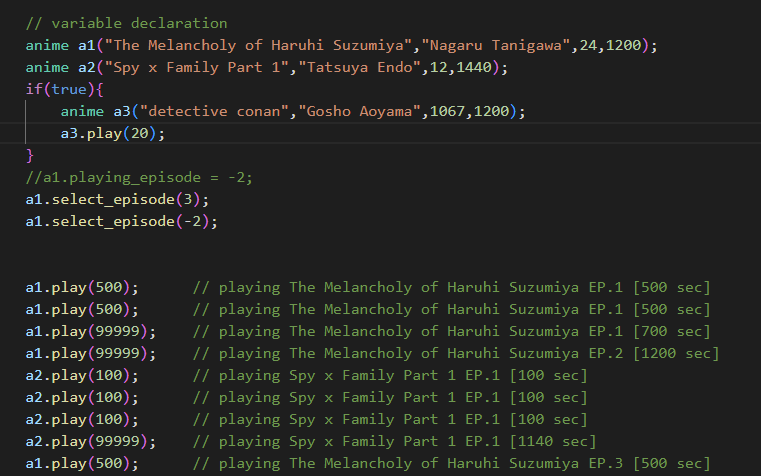 // variable declaration
anime a1("The Melancholy of Haruhi Suzumiya","Nagaru Tanigawa",24,1200);
anime a2("Spy x Family Part 1","Tatsuya Endo",12,1440);
if(true){
    anime a3("detective conan","Gosho Aoyama",1067,1200);
    a3.play(20);
}
//a1.playing_episode = -2;
a1.select_episode(3);
a1.select_episode(-2);
a1.play(500);      // playing The Melancholy of Haruhi Suzumiya EP.1 [500 sec]
a1.play(500);      // playing The Melancholy of Haruhi Suzumiya EP.1 [500 sec]
a1.play(99999);    // playing The Melancholy of Haruhi Suzumiya EP.1 [700 sec]
a1.play(99999);    // playing The Melancholy of Haruhi Suzumiya EP.2 [1200 sec]
a2.play(100);      // playing Spy x Family Part 1 EP.1 [100 sec]
a2.play(100);      // playing Spy x Family Part 1 EP.1 [100 sec]
a2.play(100);      // playing Spy x Family Part 1 EP.1 [100 sec]
a2.play(99999);    // playing Spy x Family Part 1 EP.1 [1140 sec]
a1.play(500);      // playing The Melancholy of Haruhi Suzumiya EP.3 [500 sec]